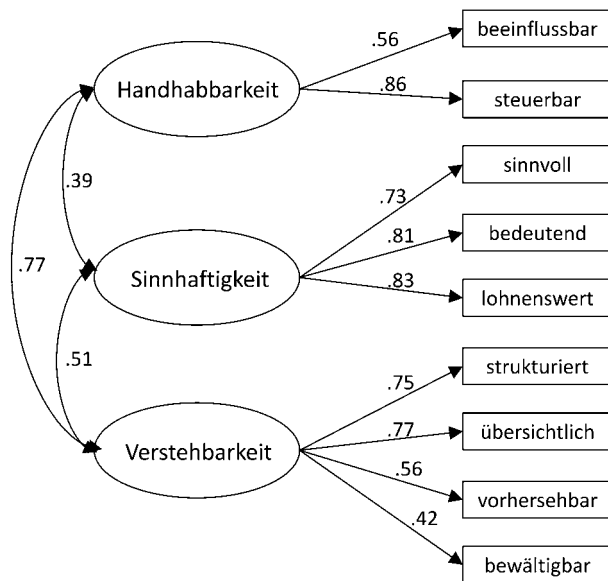 beeinflussbar
.56
Handhabbarkeit
.86
steuerbar
sinnvoll
.39
.73
.81
bedeutend
.77
Sinnhaftigkeit
.83
lohnenswert
.51
strukturiert
.75
.77
übersichtlich
Verstehbarkeit
.56
vorhersehbar
.42
bewältigbar